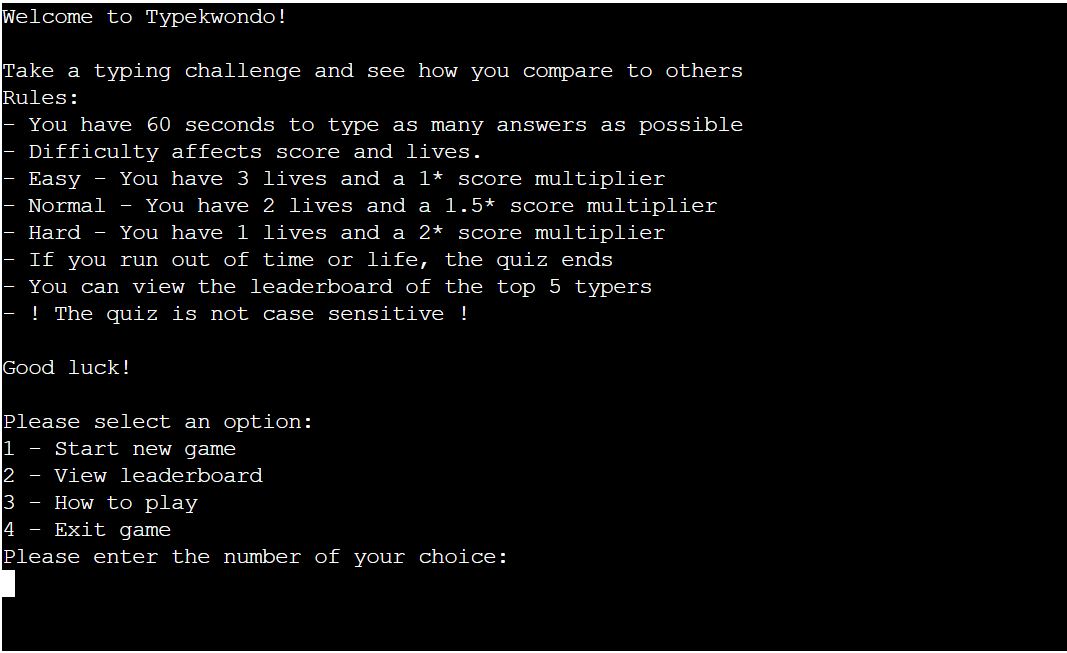 Welcome to Typekwondo!
Take a typing challenge and see how you compare to others
Rules:
- You have 60 seconds to type as many answers as possible
- Difficulty affects score and lives.
- Easy - You have 3 lives and a 1* score multiplier
- Normal - You have 2 lives and a 1.5* score multiplier
- Hard - You have 1 lives and a 2* score multiplier
- If you run out of time or life, the quiz ends
- You can view the leaderboard of the top 5 typers
- ! The quiz is not case sensitive !
Good luck!
Please select an option:
1 - Start new game
2 - View leaderboard
3 - How to play
4 - Exit game
Please enter the number of your choice: